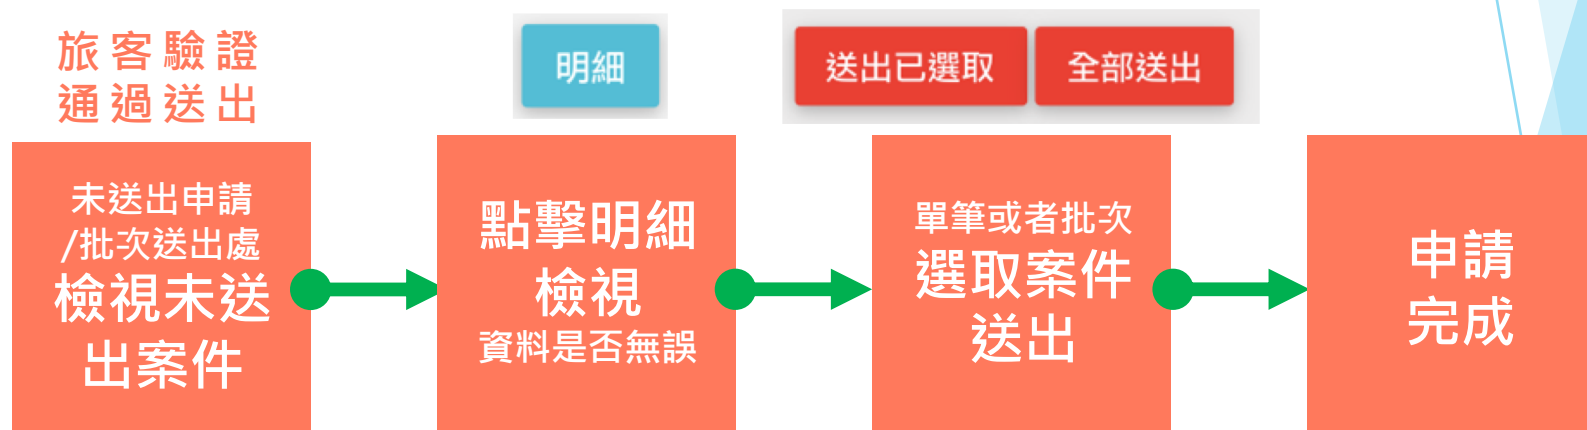 旅客驗證
通過送出
明細
送出已選取
全部送出
未送出申請
/批次送出處
檢視未送
出案件
點擊明細
檢視
資料是否無誤
單筆或者批次
選取案件
送出
申請
完成